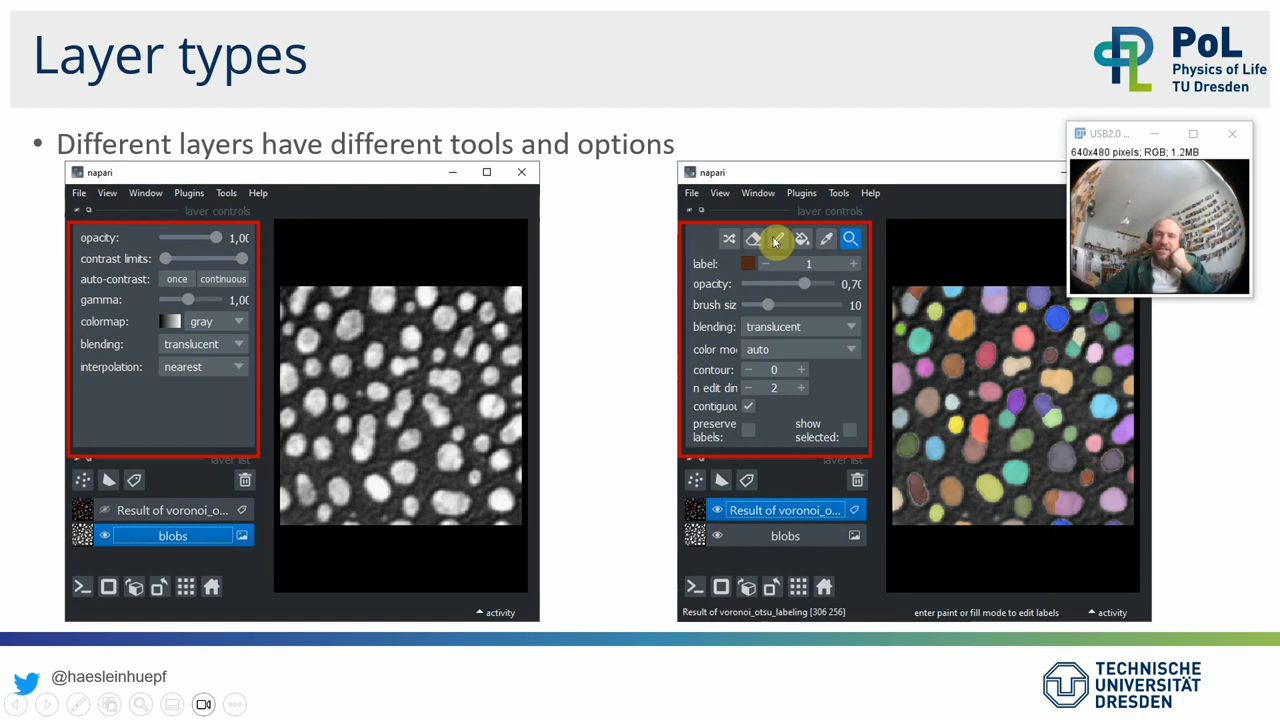 Layer types
PoL
Physics of Life
TU Dresden
• Different layers have different tools and options
USB2.0 ...
640x480 pixels; RGB; 1.2MB
napari
File View Window Plugins Tools Help
layer controls
opacity: 1,00
contrast limits:
auto-contrast: once continuous
gamma: 1,00
colormap: gray
blending: translucent
interpolation: nearest
layer list
Result of voronoi_o...
blobs
activity
napari
File View Window Plugins Tools Help
layer controls
label: 1
opacity: 0,70
brush siz 10
blending: translucent
color mo auto
contour: 0
n edit din 2
contiguou
preserve
labels:
show
selected:
layer list
Result of voronoi_o...
blobs
Result of voronoi_otsu_labeling [306 256]
enter paint or fill mode to edit labels
activity
@haesleinhuepf
TECHNISCHE
UNIVERSITÄT
DRESDEN